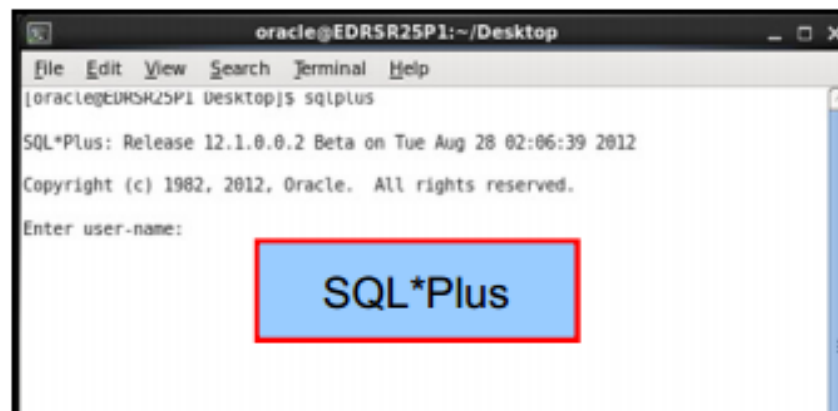 oracle@EDRSR25P1:~/Desktop
File Edit View Search Terminal Help
[oracle@EDRSR25P1 Desktop]$ sqlplus
SQL*Plus: Release 12.1.0.0.2 Beta on Tue Aug 28 02:06:39 2012
Copyright (c) 1982, 2012, Oracle. All rights reserved.
Enter user-name:
SQL*Plus